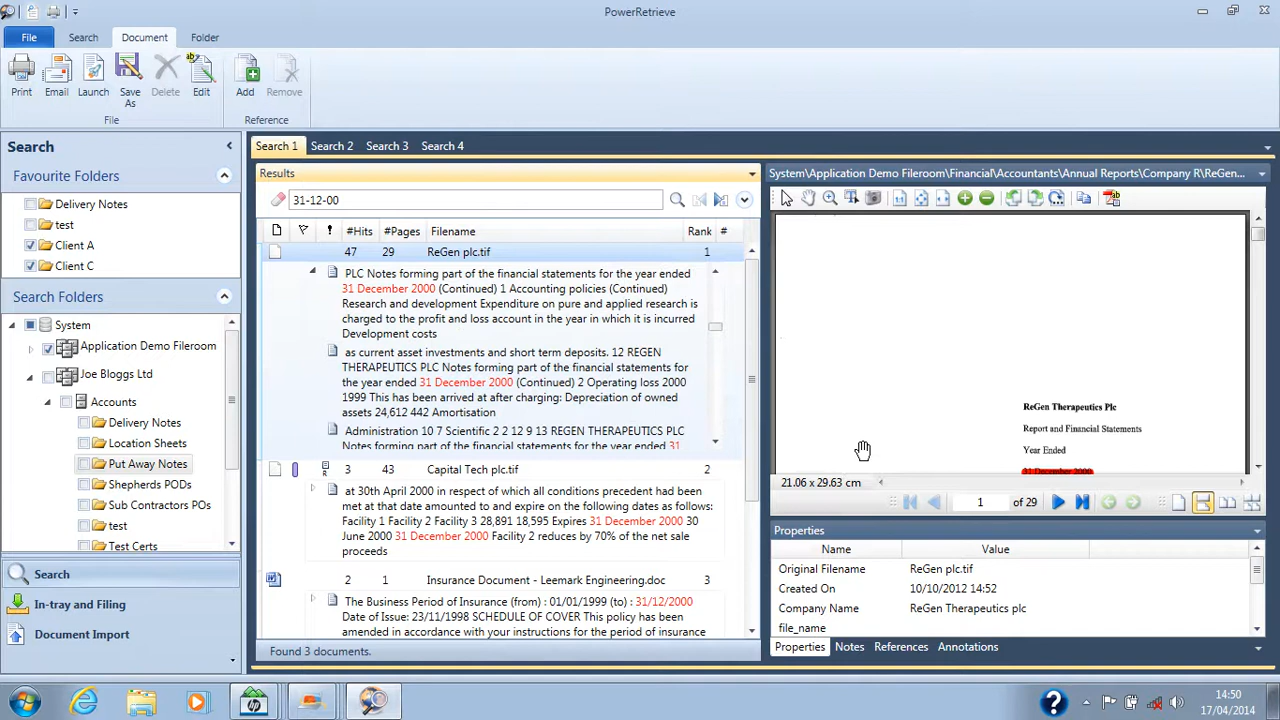 PowerRetrieve
File Search Document Folder
Print Email Launch Save As Delete Edit Add Remove
File Reference
Search
Favourite Folders
Delivery Notes
test
Client A
Client C
Search Folders
System
Application Demo Fileroom
Joe Bloggs Ltd
Accounts
Delivery Notes
Location Sheets
Put Away Notes
Shepherds PODs
Sub Contractors POs
test
Test Certs
Search
In-tray and Filing
Document Import
Search 1 Search 2 Search 3 Search 4
Results
31-12-00
! #Hits #Pages Filename Rank #
47 29 ReGen plc.tif 1
PLC Notes forming part of the financial statements for the year ended
31 December 2000 (Continued) 1 Accounting policies (Continued)
Research and development Expenditure on pure and applied research is
charged to the profit and loss account in the year in which it is incurred
Development costs
as current asset investments and short term deposits. 12 REGEN
THERAPEUTICS PLC Notes forming part of the financial statements for
the year ended 31 December 2000 (Continued) 2 Operating loss 2000
1999 This has been arrived at after charging: Depreciation of owned
assets 24,612 442 Amortisation
Administration 10 7 Scientific 2 2 12 9 13 REGEN THERAPEUTICS PLC
Notes forming part of the financial statements for the year ended 31
3 43 Capital Tech plc.tif 2
at 30th April 2000 in respect of which all conditions precedent had been
met at that date amounted to and expire on the following dates as follows:
Facility 1 Facility 2 Facility 3 28,891 18,595 Expires 31 December 2000 30
June 2000 31 December 2000 Facility 2 reduces by 70% of the net sale
proceeds
2 1 Insurance Document - Leemark Engineering.doc 3
The Business Period of Insurance (from) : 01/01/1999 (to) : 31/12/2000
Date of Issue: 23/11/1998 SCHEDULE OF COVER This policy has been
amended in accordance with your instructions for the period of insurance
Found 3 documents.
System\Application Demo Fileroom\Financial\Accountants\Annual Reports\Company R\ReGen...
ReGen Therapeutics Plc
Report and Financial Statements
Year Ended
31 December 2000
21.06 x 29.63 cm
1 of 29
Properties
Name Value
Original Filename ReGen plc.tif
Created On 10/10/2012 14:52
Company Name ReGen Therapeutics plc
file_name
Properties Notes References Annotations
14:50
17/04/2014